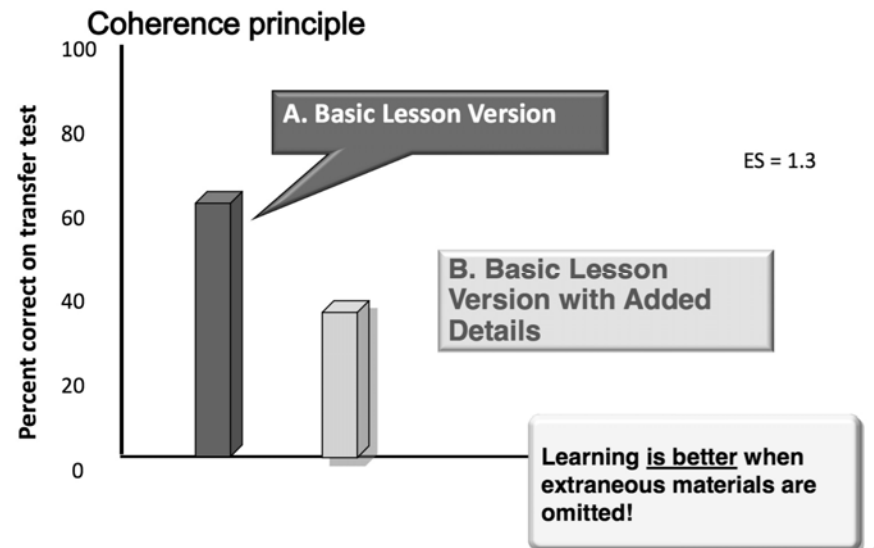 Coherence principle
100
80
60
40
20
0
Percent correct on transfer test
A. Basic Lesson Version
ES = 1.3
B. Basic Lesson
Version with Added
Details
Learning is better when
extraneous materials are
omitted!